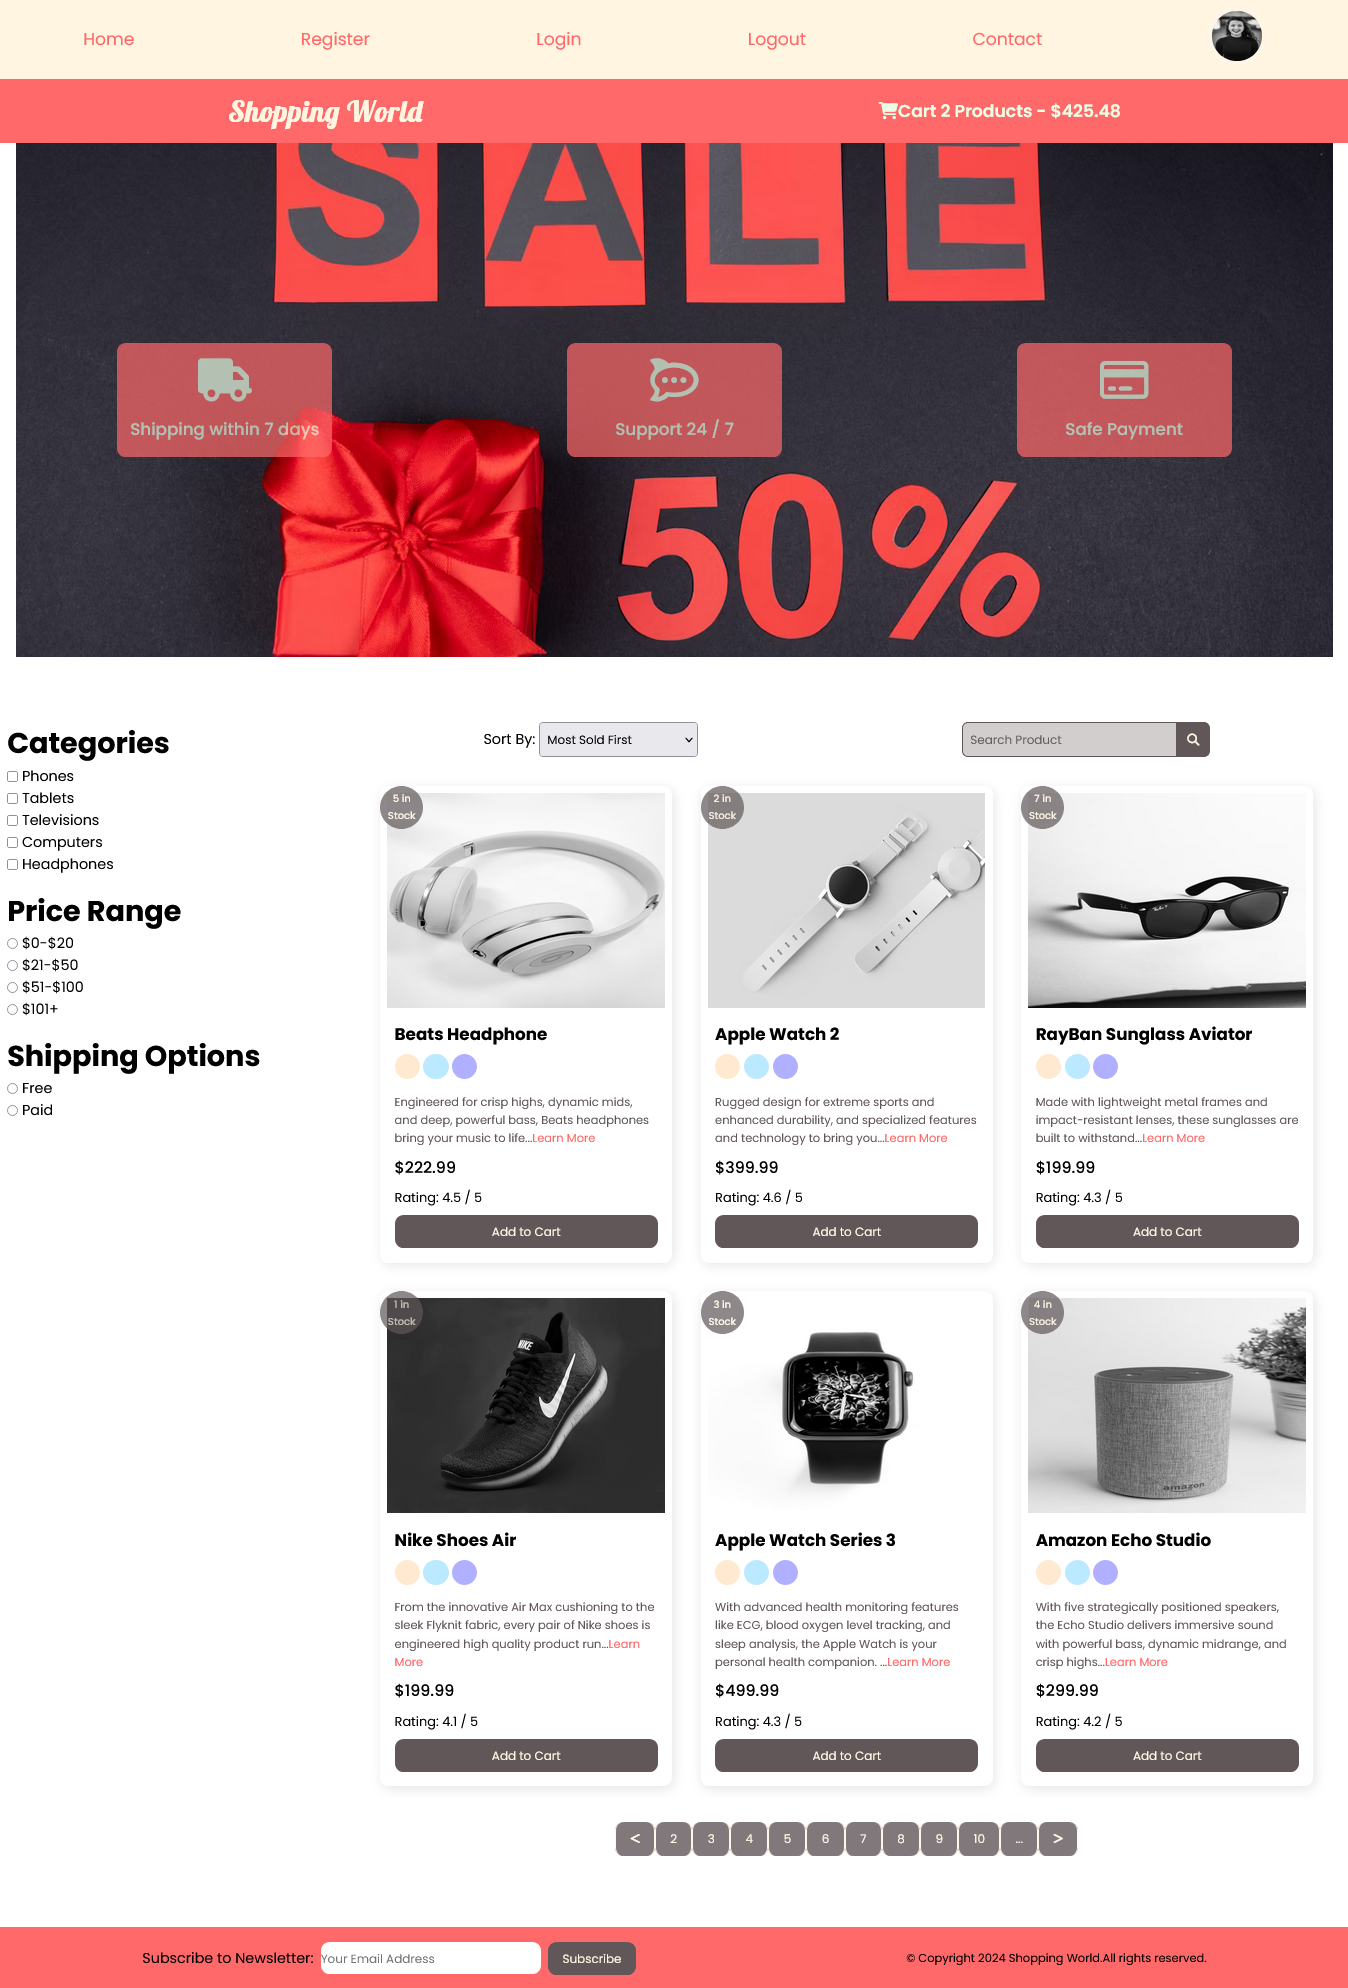 Home
Register
Login
Logout
Contact
Shopping World
Cart 2 Products - $425.48
SALE
Shipping within 7 days
Support 24 / 7
Safe Payment
50%
Categories
Phones
Tablets
Televisions
Computers
Headphones
Price Range
$0-$20
$21-$50
$51-$100
$101+
Shipping Options
Free
Paid
Sort By: Most Sold First
Search Product
5 in
Stock
Beats Headphone
Engineered for crisp highs, dynamic mids,
and deep, powerful bass, Beats headphones
bring your music to life...Learn More
$222.99
Rating: 4.5 / 5
Add to Cart
2 in
Stock
Apple Watch 2
Rugged design for extreme sports and
enhanced durability, and specialized features
and technology to bring you...Learn More
$399.99
Rating: 4.6 / 5
Add to Cart
7 in
Stock
RayBan Sunglass Aviator
Made with lightweight metal frames and
impact-resistant lenses, these sunglasses are
built to withstand...Learn More
$199.99
Rating: 4.3 / 5
Add to Cart
1 in
Stock
NIKE
Nike Shoes Air
From the innovative Air Max cushioning to the
sleek Flyknit fabric, every pair of Nike shoes is
engineered high quality product run...Learn
More
$199.99
Rating: 4.1 / 5
Add to Cart
3 in
Stock
Apple Watch Series 3
With advanced health monitoring features
like ECG, blood oxygen level tracking, and
sleep analysis, the Apple Watch is your
personal health companion. ...Learn More
$499.99
Rating: 4.3 / 5
Add to Cart
4 in
Stock
amazon
Amazon Echo Studio
With five strategically positioned speakers,
the Echo Studio delivers immersive sound
with powerful bass, dynamic midrange, and
crisp highs...Learn More
$299.99
Rating: 4.2 / 5
Add to Cart
< 2 3 4 5 6 7 8 9 10 ... >
Subscribe to Newsletter: Your Email Address Subscribe
© Copyright 2024 Shopping World.All rights reserved.